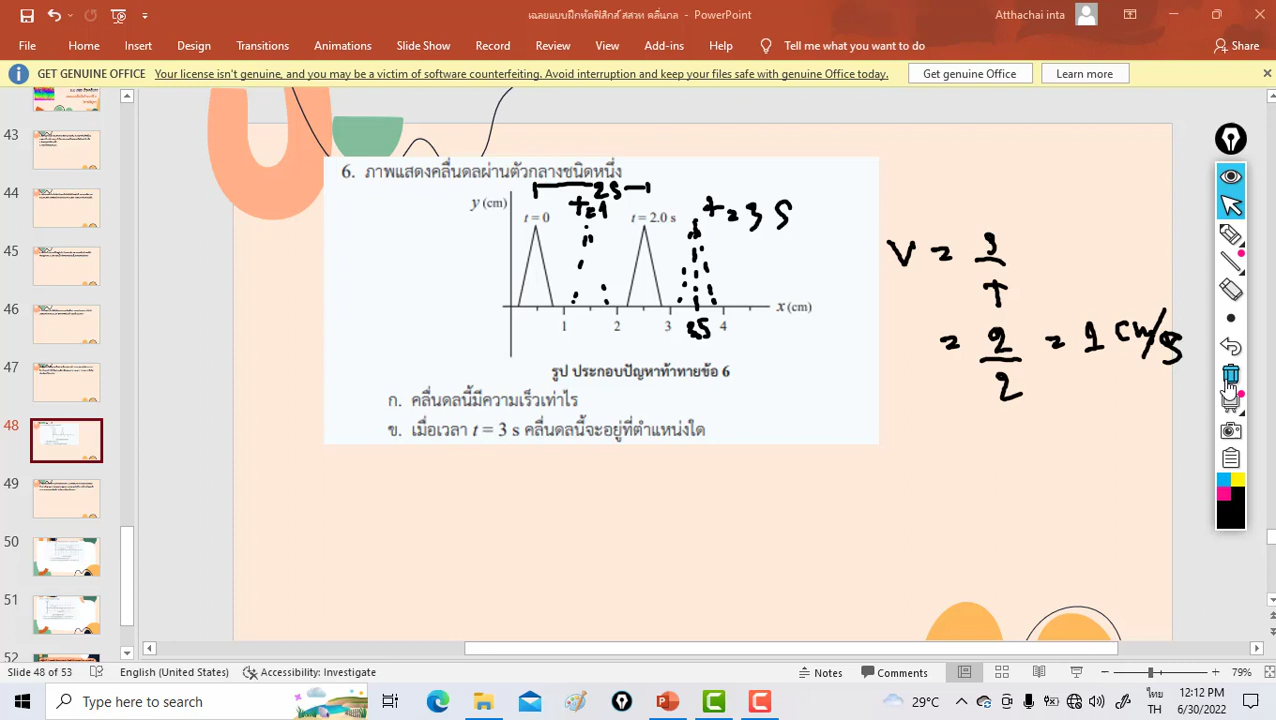 เฉลยแบบฝึกหัดฟิสิกส์ สสวท คลื่นกล - PowerPoint
Atthachai inta
File Home Insert Design Transitions Animations Slide Show Record Review View Add-ins Help Tell me what you want to do Share
GET GENUINE OFFICE Your license isn't genuine, and you may be a victim of software counterfeiting. Avoid interruption and keep your files safe with genuine Office today. Get genuine Office Learn more
43
44
45
46
47
48
49
50
51
52
6. ภาพแสดงคลื่นดลผ่านตัวกลางชนิดหนึ่ง
2s
y (cm)
t = 0
t=1
t = 2.0 s
t = 3 s
x (cm)
1 2 3 4
รูป ประกอบปัญหาท้าทายข้อ 6
ก. คลื่นดลนี้มีความเร็วเท่าไร
ข. เมื่อเวลา t = 3 s คลื่นดลนี้จะอยู่ที่ตำแหน่งใด
= 2/2 = 1 cm/s
Slide 48 of 53 English (United States) Accessibility: Investigate Notes Comments 79%
Type here to search
29°C
ไทย
TH
12:12 PM
6/30/2022